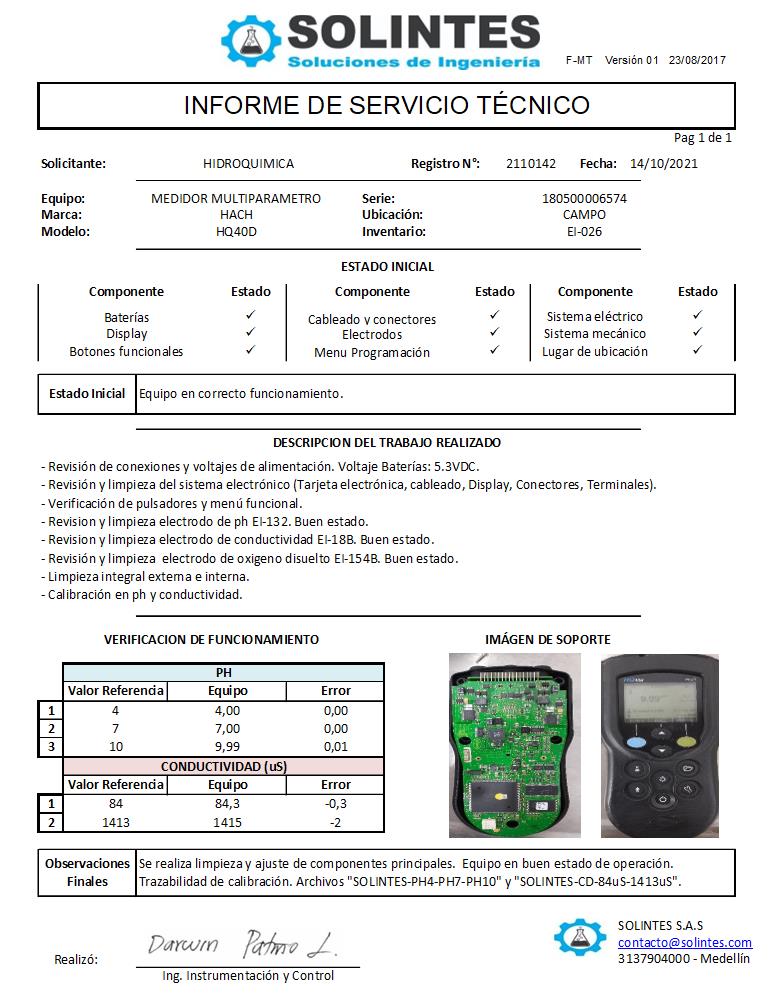 SOLINTES
Soluciones de Ingeniería
F-MT Versión 01 23/08/2017
INFORME DE SERVICIO TÉCNICO
Pag 1 de 1
Solicitante: HIDROQUIMICA Registro N°: 2110142 Fecha: 14/10/2021
Equipo: MEDIDOR MULTIPARAMETRO Serie: 180500006574
Marca: HACH Ubicación: CAMPO
Modelo: HQ40D Inventario: EI-026
ESTADO INICIAL
Componente Estado Componente Estado Componente Estado
Baterías ✓ Cableado y conectores ✓ Sistema eléctrico ✓
Display ✓ Electrodos ✓ Sistema mecánico ✓
Botones funcionales ✓ Menu Programación ✓ Lugar de ubicación ✓
Estado Inicial Equipo en correcto funcionamiento.
DESCRIPCION DEL TRABAJO REALIZADO
- Revisión de conexiones y voltajes de alimentación. Voltaje Baterías: 5.3VDC.
- Revisión y limpieza del sistema electrónico (Tarjeta electrónica, cableado, Display, Conectores, Terminales).
- Verificación de pulsadores y menú funcional.
- Revision y limpieza electrodo de ph EI-132. Buen estado.
- Revision y limpieza electrodo de conductividad EI-18B. Buen estado.
- Revisión y limpieza electrodo de oxigeno disuelto EI-154B. Buen estado.
- Limpieza integral externa e interna.
- Calibración en ph y conductividad.
VERIFICACION DE FUNCIONAMIENTO
IMÁGEN DE SOPORTE
PH
Valor Referencia Equipo Error
1 4 4,00 0,00
2 7 7,00 0,00
3 10 9,99 0,01
CONDUCTIVIDAD (uS)
Valor Referencia Equipo Error
1 84 84,3 -0,3
2 1413 1415 -2
Observaciones Finales
Se realiza limpieza y ajuste de componentes principales. Equipo en buen estado de operación.
Trazabilidad de calibración. Archivos "SOLINTES-PH4-PH7-PH10" y "SOLINTES-CD-84uS-1413uS".
Realizó: Darwin Patino L.
Ing. Instrumentación y Control
SOLINTES S.A.S
contacto@solintes.com
3137904000 - Medellín